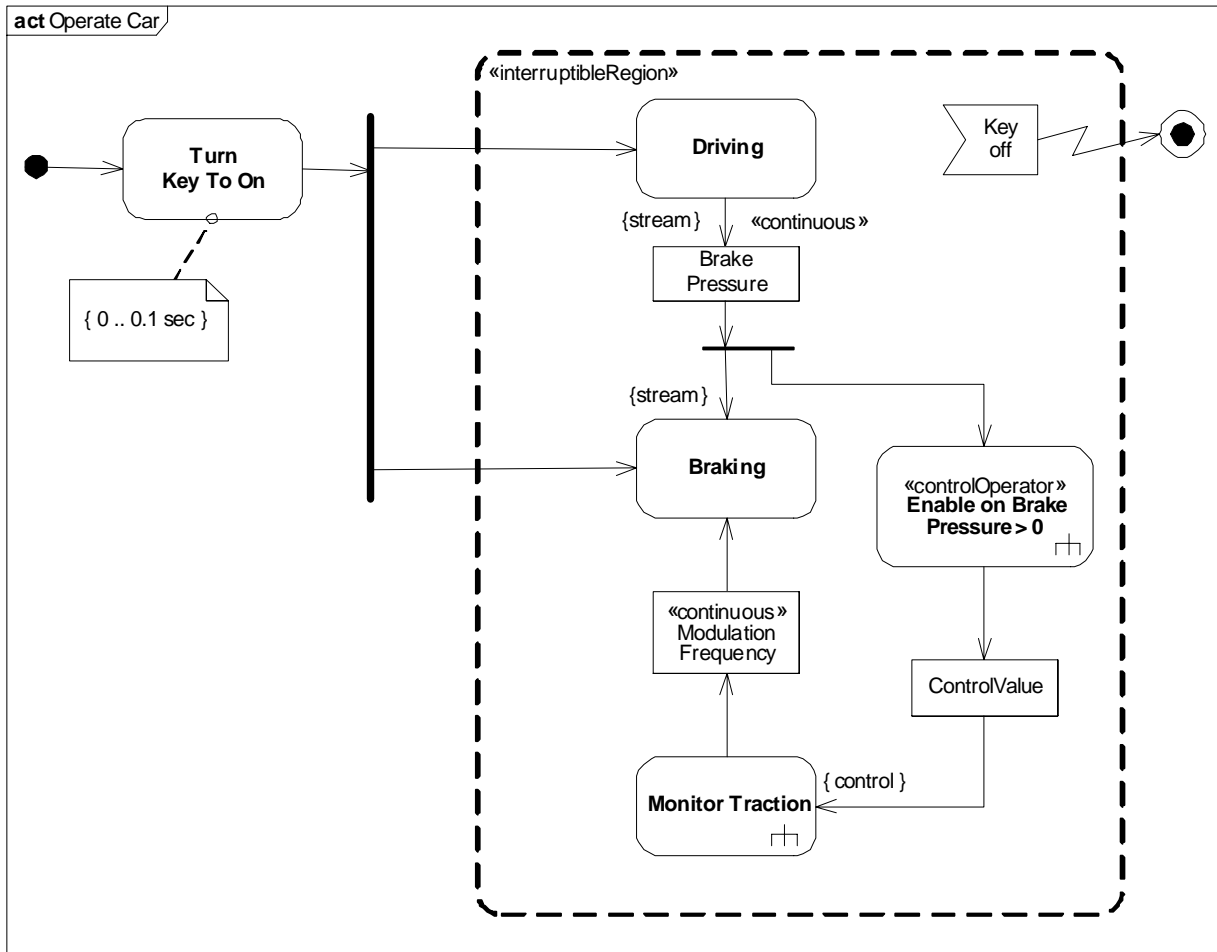 act Operate Car
«interruptibleRegion»
Turn
Key To On
{ 0 .. 0.1 sec }
Driving
Key
off
{stream}
«continuous»
Brake
Pressure
{stream}
Braking
«controlOperator»
Enable on Brake
Pressure > 0
«continuous»
Modulation
Frequency
ControlValue
{ control }
Monitor Traction